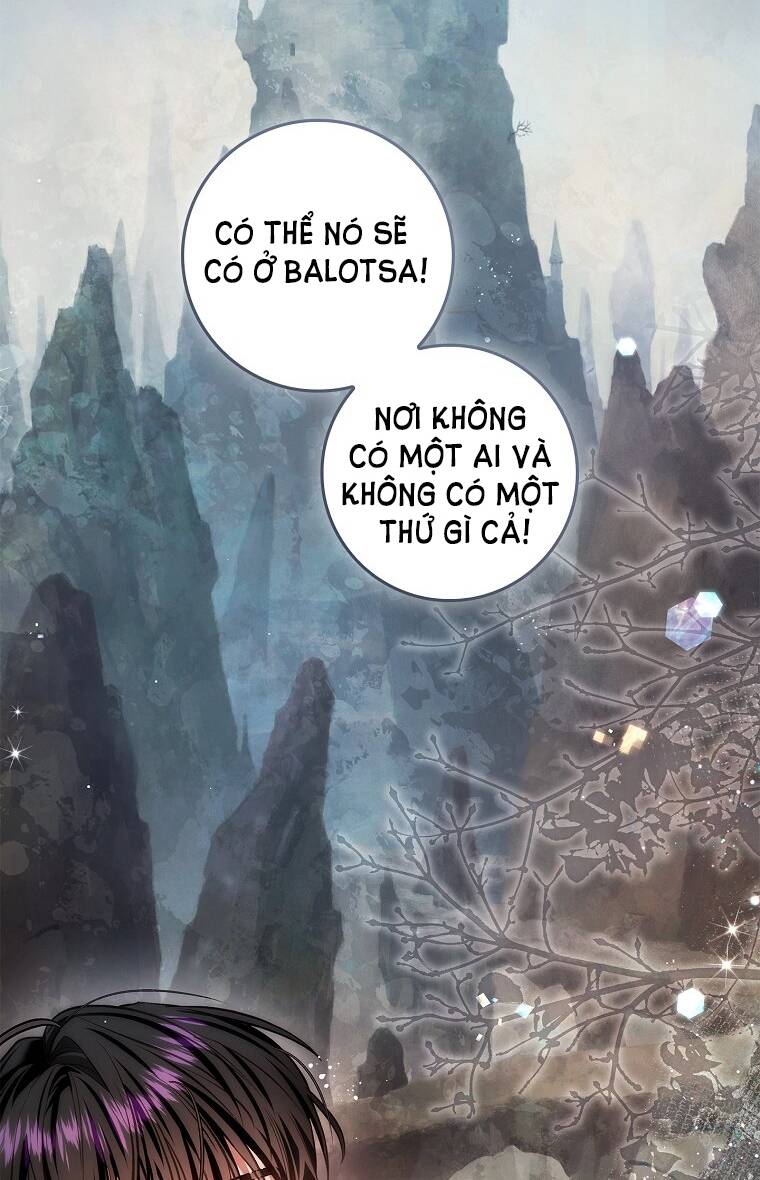 CÓ THỂ NÓ SẼ
CÓ Ở BALOTSA!
NƠI KHÔNG
CÓ MỘT AI VÀ
KHÔNG CÓ MỘT
THỨ GÌ CẢ!